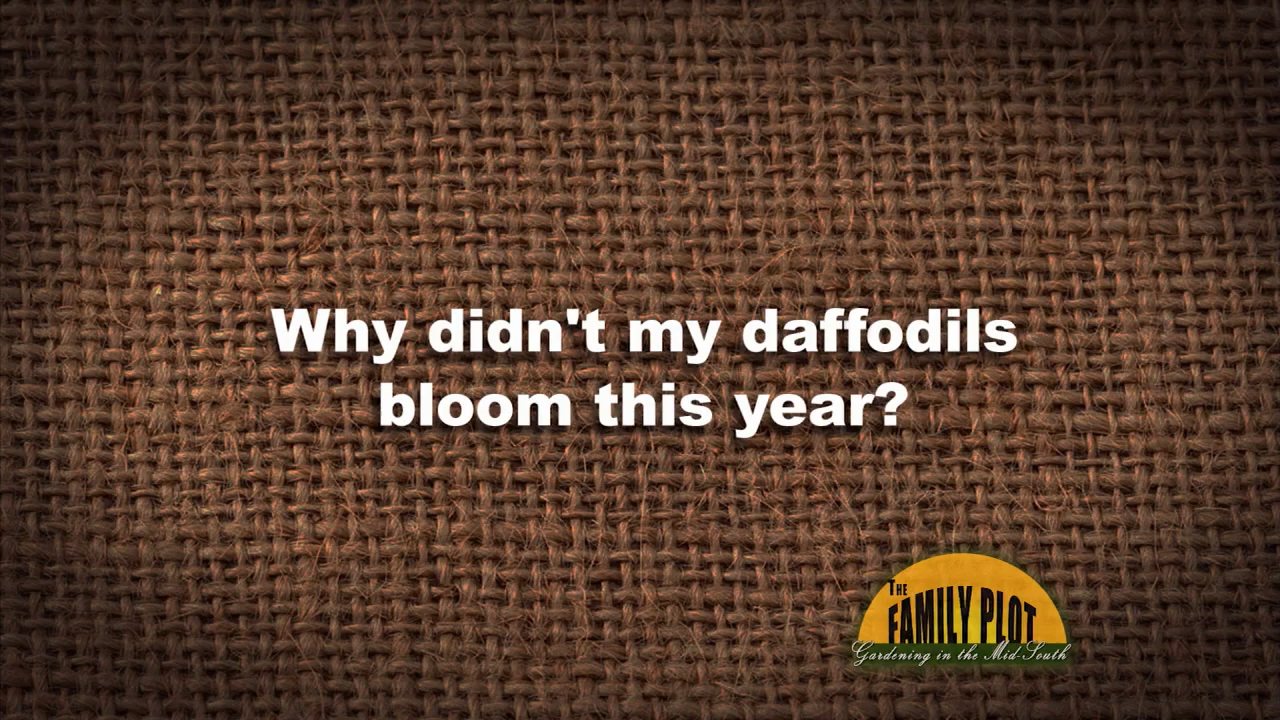 Why didn't my daffodils
bloom this year?
THE
FAMILY PLOT
Gardening in the Mid-South